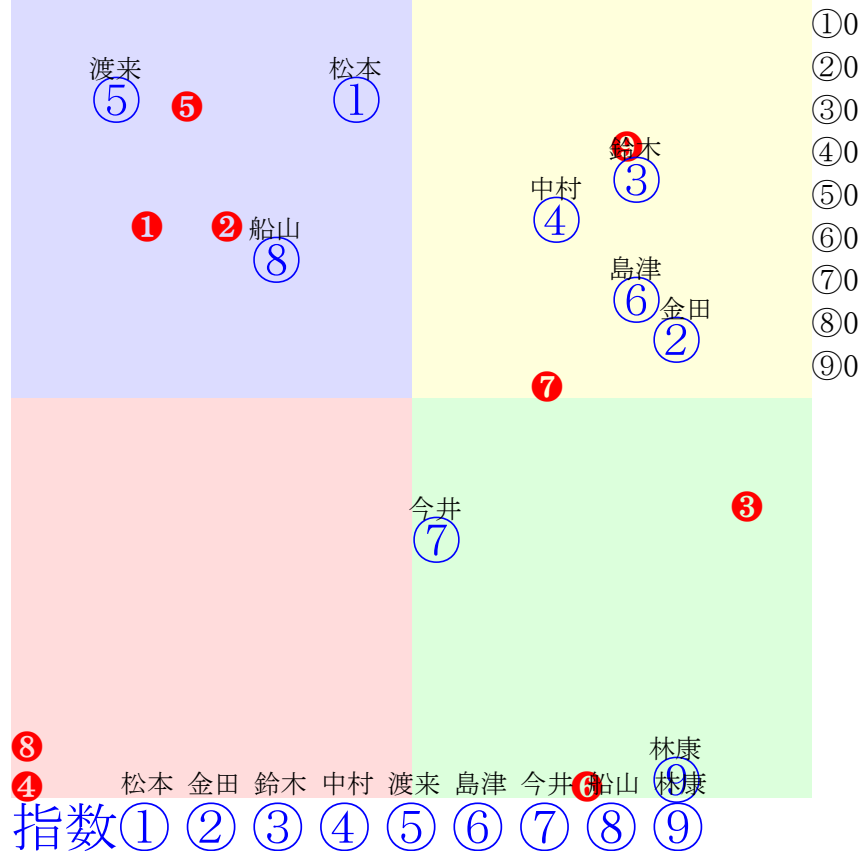 ①0
②0
③0
④0
⑤0
⑥0
⑦0
⑧0
⑨0
渡来
⑤
❺
松本
①
❾
鈴木
③
中村
④
❶
❷
船山
⑧
島津
⑥
金田
②
❼
今井
⑦
❸
❽
❹
林康
⑨
❻
松本 金田 鈴木 中村 渡来 島津 今井 船山 林康
指数① ② ③ ④ ⑤ ⑥ ⑦ ⑧ ⑨